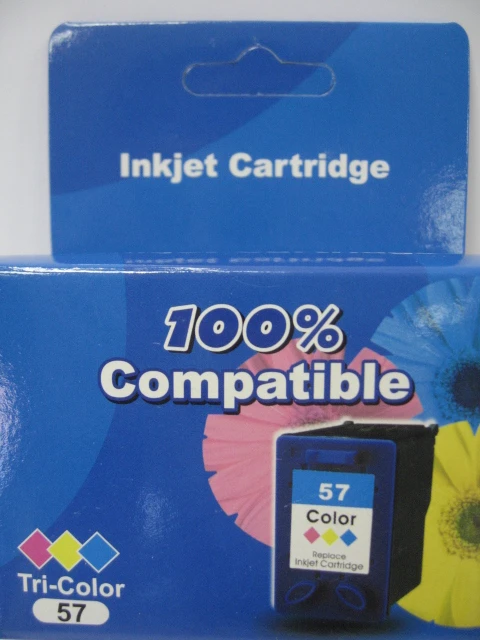 Inkjet Cartridge
100%
Compatible
57
Color
Replace
Inkjet Cartridge
Tri-Color
57